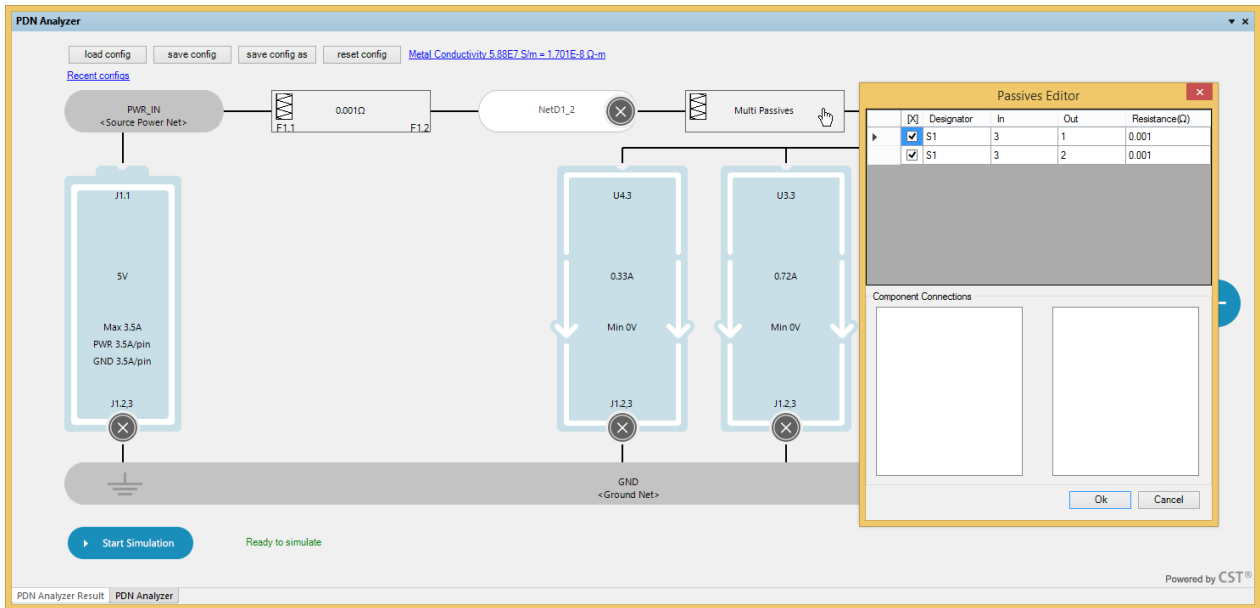 PDN Analyzer
load config
save config
save config as
reset config
Metal Conductivity 5.88E7 S/m = 1.701E-8 Ω-m
Recent configs
PWR_IN
<Source Power Net>
0.001Ω
F1.1
F1.2
NetD1_2
Multi Passives
J1.1
5V
Max 3.5A
PWR 3.5A/pin
GND 3.5A/pin
J1.2,3
U4.3
0.33A
Min 0V
J1.2,3
U3.3
0.72A
Min 0V
J1.2,3
GND
<Ground Net>
Passives Editor
[X] Designator In Out Resistance(Ω)
S1 3 1 0.001
S1 3 2 0.001
Component Connections
Ok
Cancel
Start Simulation
Ready to simulate
Powered by CST®
PDN Analyzer Result
PDN Analyzer